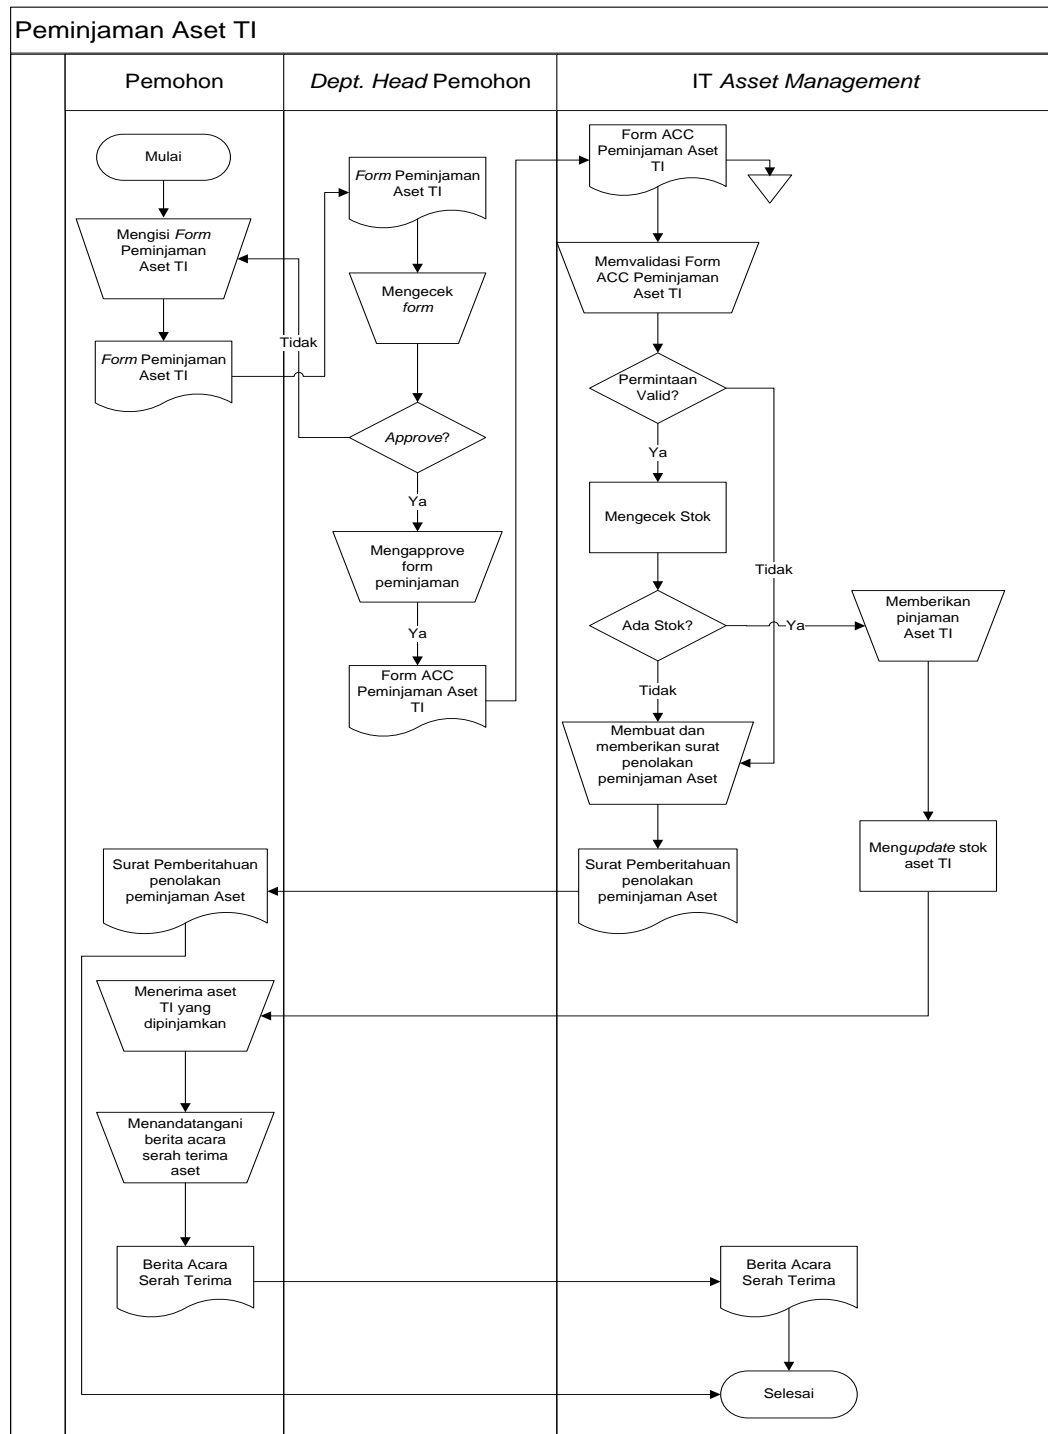 Peminjaman Aset TI
Pemohon
Dept. Head Pemohon
IT Asset Management
Mulai
Mengisi Form
Peminjaman
Aset TI
Form Peminjaman
Aset TI
Tidak
Form Peminjaman
Aset TI
Mengecek
form
Approve?
Ya
Mengapprove
form
peminjaman
Ya
Form ACC
Peminjaman Aset
TI
Form ACC
Peminjaman Aset
TI
Memvalidasi Form
ACC Peminjaman
Aset TI
Permintaan
Valid?
Ya
Mengecek Stok
Tidak
Ada Stok?
Ya
Memberikan
pinjaman
Aset TI
Tidak
Membuat dan
memberikan surat
penolakan
peminjaman Aset
Mengupdate stok
aset TI
Surat Pemberitahuan
penolakan
peminjaman Aset
Surat Pemberitahuan
penolakan
peminjaman Aset
Menerima aset
TI yang
dipinjamkan
Menandatangani
berita acara
serah terima
aset
Berita Acara
Serah Terima
Berita Acara
Serah Terima
Selesai